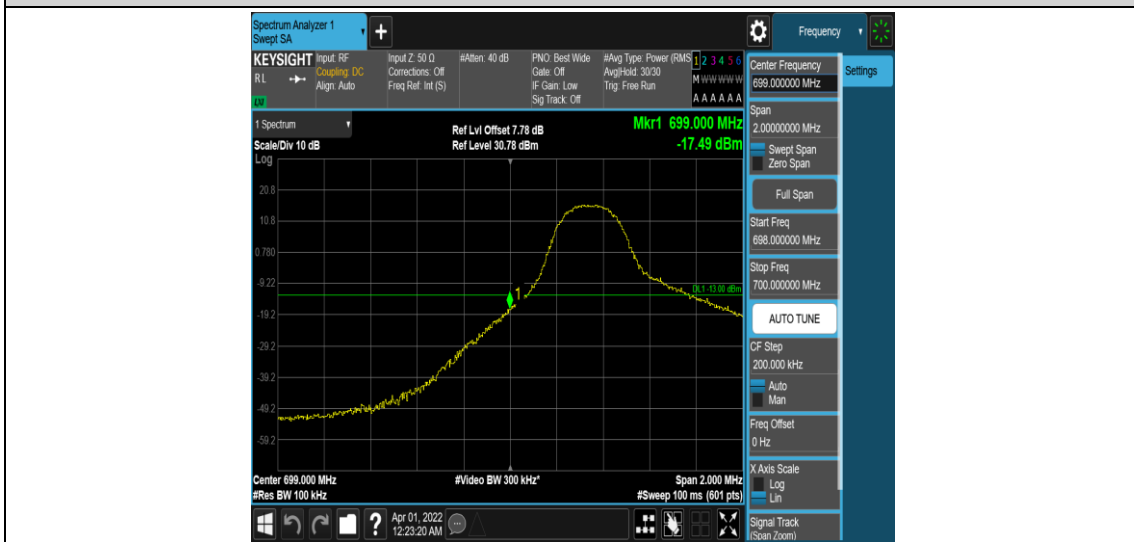 Spectrum Analyzer 1
Swept SA
+
Frequency
KEYSIGHT
RL
LXI
Input: RF
Coupling: DC
Align: Auto
Input Z: 50 Ω
Corrections: Off
Freq Ref: Int (S)
#Atten: 40 dB
PNO: Best Wide
Gate: Off
IF Gain: Low
Sig Track: Off
#Avg Type: Power (RMS
Avg|Hold: 30/30
Trig: Free Run
1 2 3 4 5 6
M W W W W W
A A A A A A
Center Frequency
699.000000 MHz
Settings
1 Spectrum
Scale/Div 10 dB
Ref Lvl Offset 7.78 dB
Ref Level 30.78 dBm
Mkr1 699.000 MHz
-17.49 dBm
Log
20.8
10.8
0.780
-9.22
-19.2
-29.2
-39.2
-49.2
-59.2
1
DL1 -13.00 dBm
Span
2.00000000 MHz
Swept Span
Zero Span
Full Span
Start Freq
698.000000 MHz
Stop Freq
700.000000 MHz
AUTO TUNE
CF Step
200.000 kHz
Auto
Man
Freq Offset
0 Hz
X Axis Scale
Log
Lin
Signal Track
(Span Zoom)
Center 699.000 MHz
#Res BW 100 kHz
#Video BW 300 kHz*
Span 2.000 MHz
#Sweep 100 ms (601 pts)
?
Apr 01, 2022
12:23:20 AM